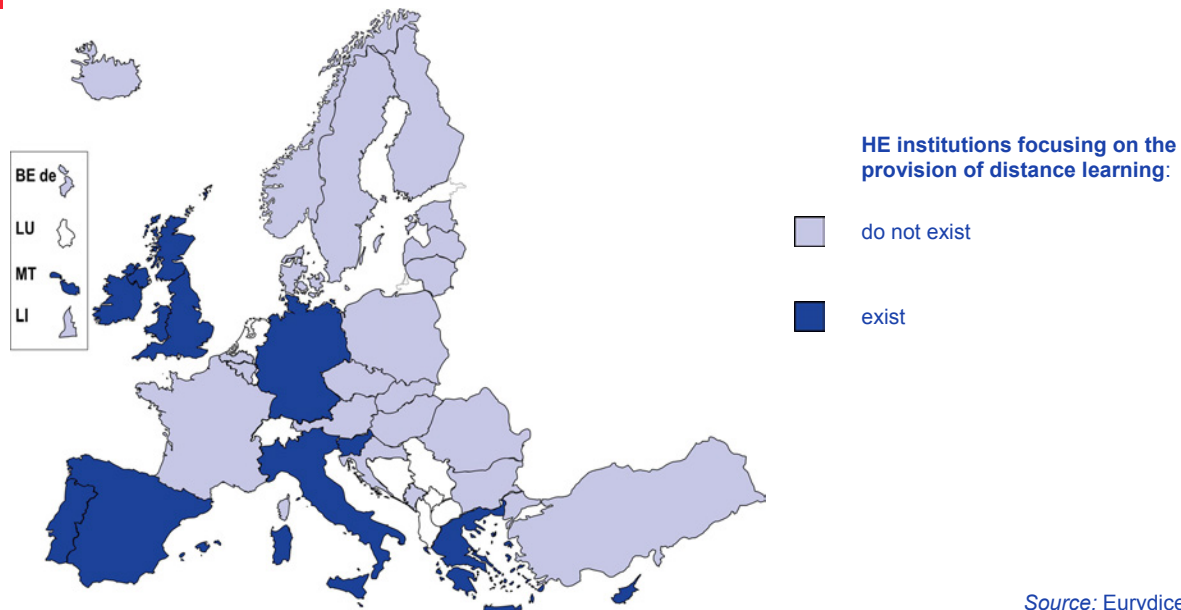 BE de
LU
MT
LI
HE institutions focusing on the
provision of distance learning:
do not exist
exist
Source: Eurydice